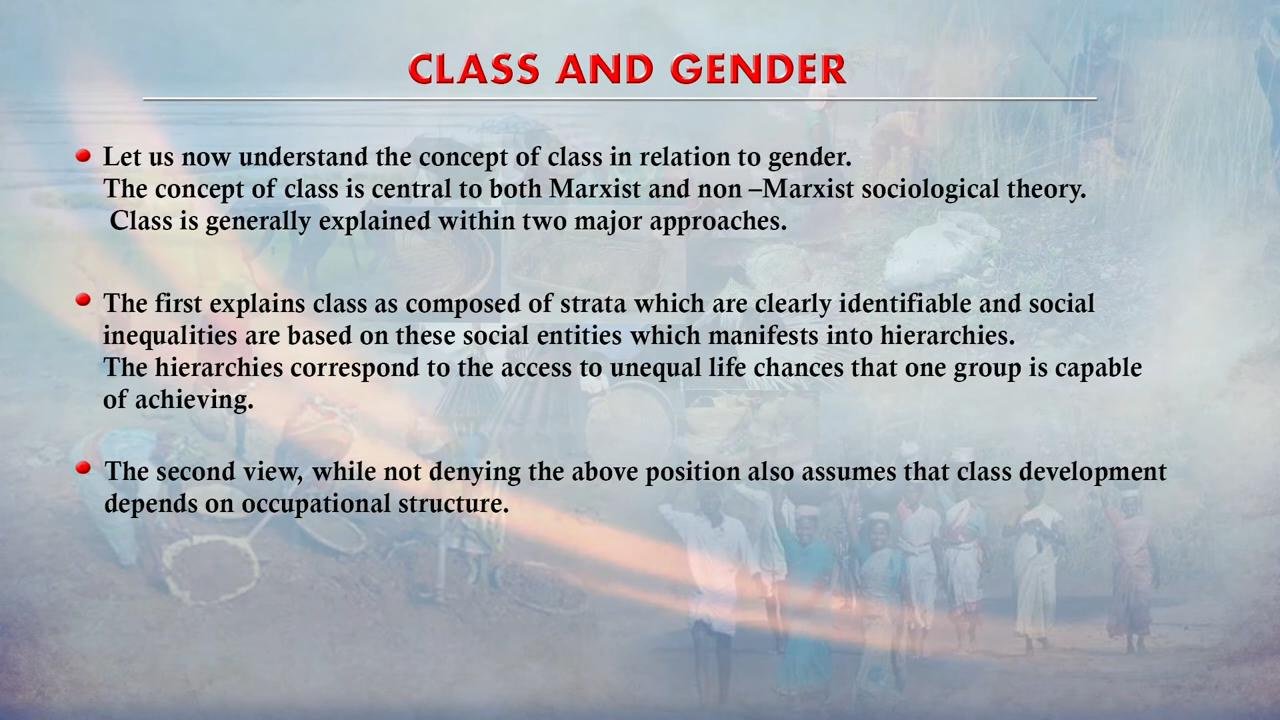 CLASS AND GENDER
Let us now understand the concept of class in relation to gender.
The concept of class is central to both Marxist and non –Marxist sociological theory.
Class is generally explained within two major approaches.
The first explains class as composed of strata which are clearly identifiable and social
inequalities are based on these social entities which manifests into hierarchies.
The hierarchies correspond to the access to unequal life chances that one group is capable
of achieving.
The second view, while not denying the above position also assumes that class development
depends on occupational structure.